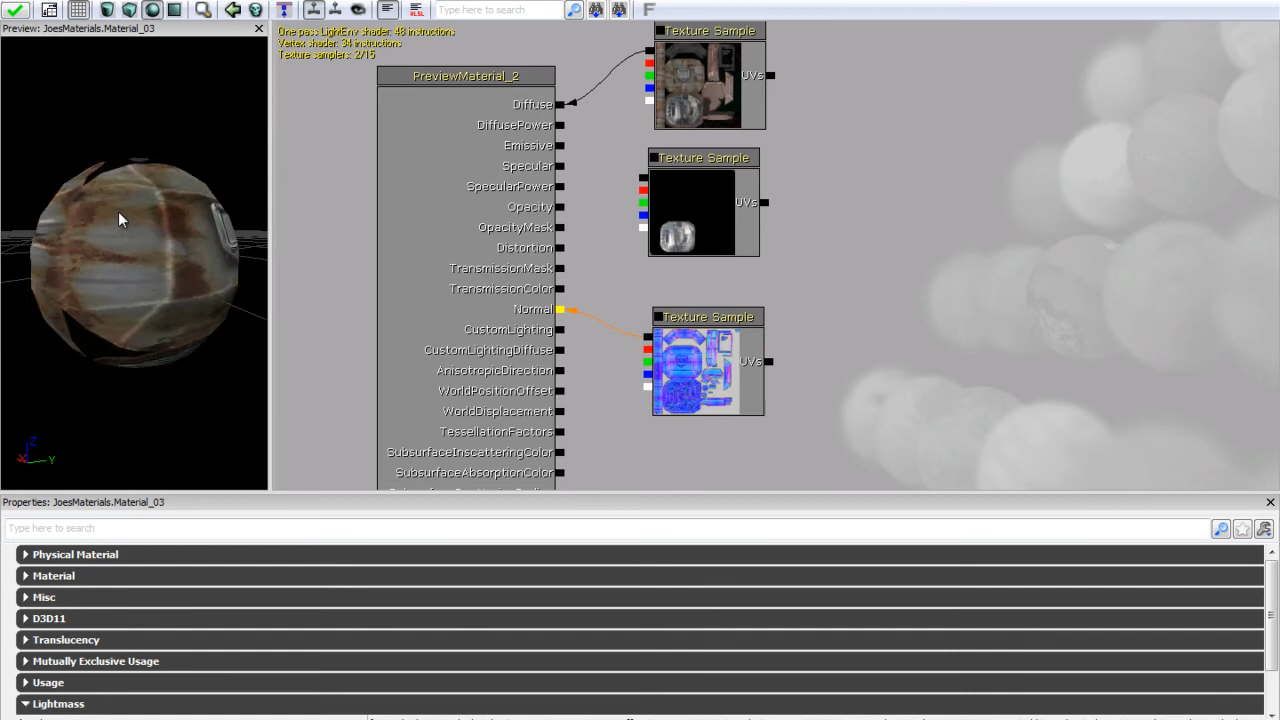 HLSL
Type here to search
F
Preview: JoesMaterials.Material_03
One pass LightEnv shader: 48 instructions
Vertex shader: 34 instructions
Texture samplers: 2/15
PreviewMaterial_2
Diffuse
DiffusePower
Emissive
Specular
SpecularPower
Opacity
OpacityMask
Distortion
TransmissionMask
TransmissionColor
Normal
CustomLighting
CustomLightingDiffuse
AnisotropicDirection
WorldPositionOffset
WorldDisplacement
TessellationFactors
SubsurfaceInscatteringColor
SubsurfaceAbsorptionColor
Texture Sample
UVs
Texture Sample
UVs
Texture Sample
UVs
Z
X
Y
Properties: JoesMaterials.Material_03
Type here to search
Physical Material
Material
Misc
D3D11
Translucency
Mutually Exclusive Usage
Usage
Lightmass